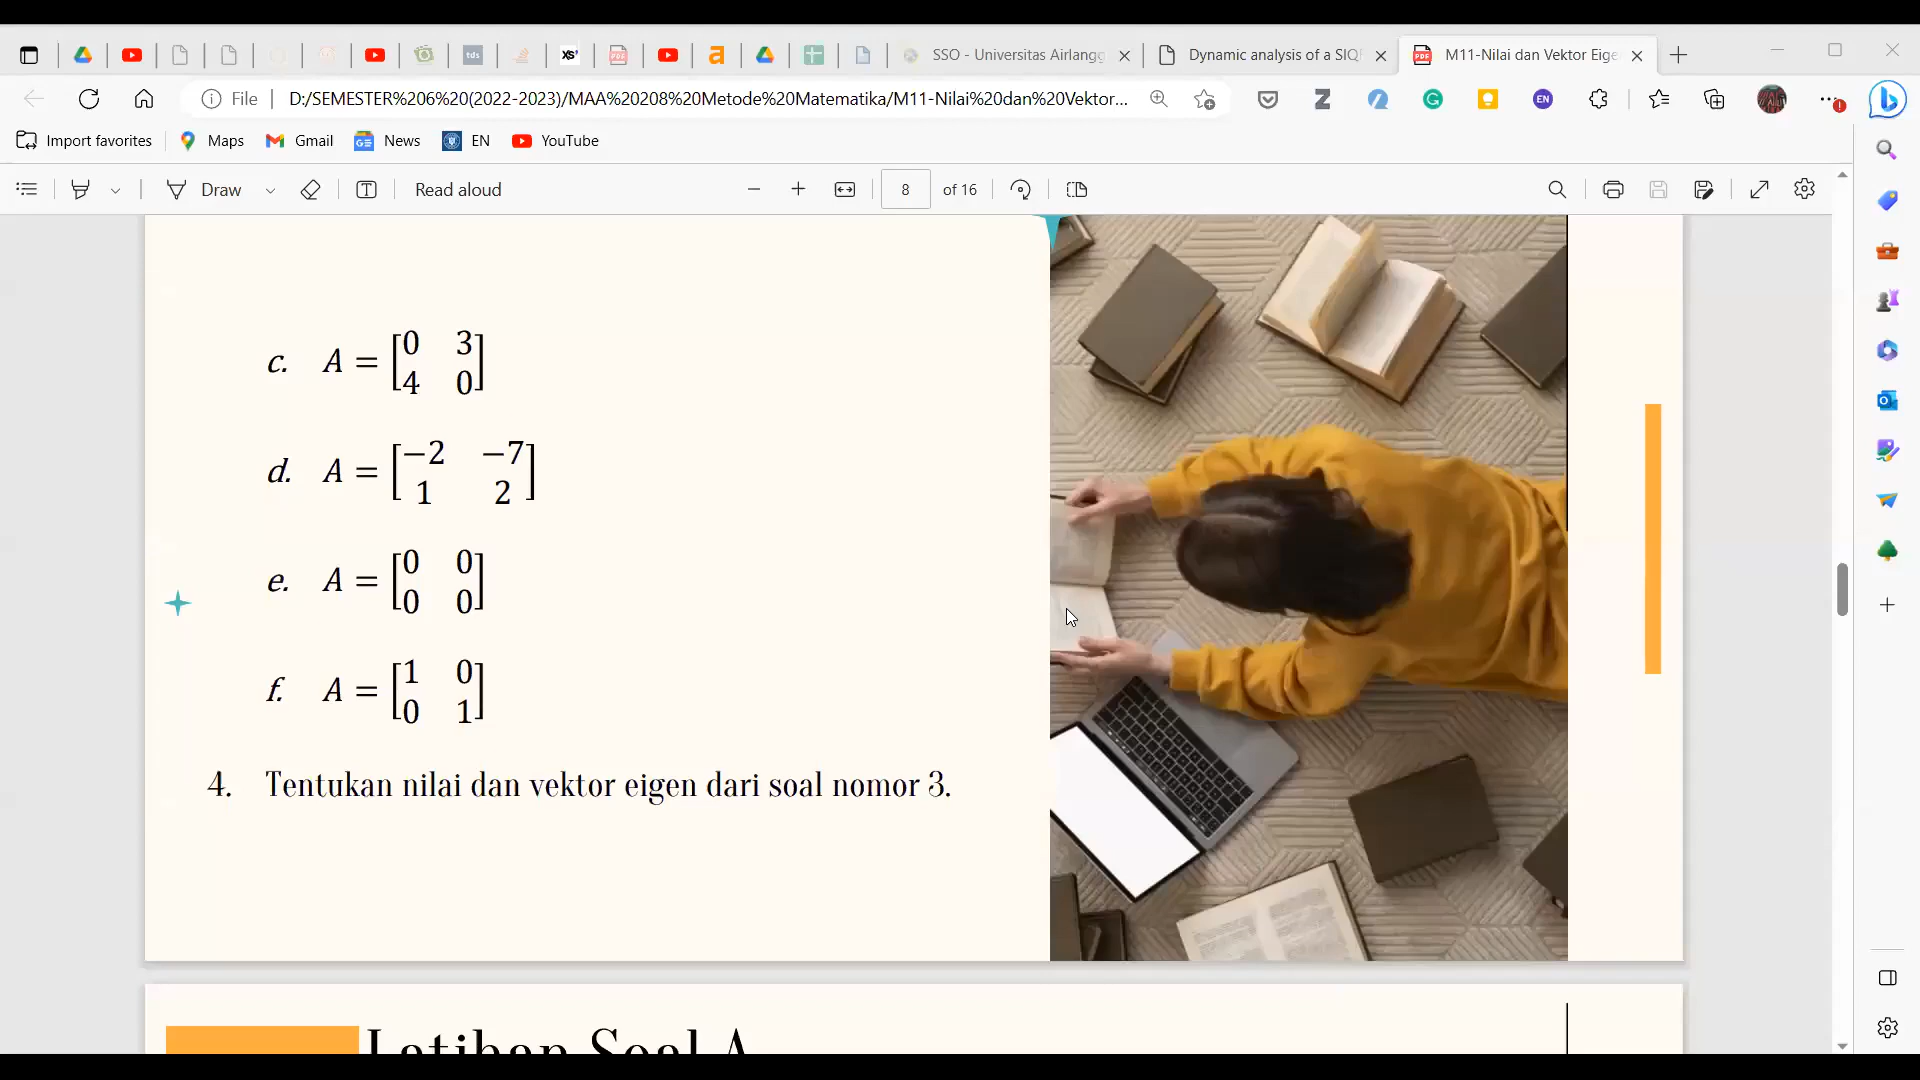 SSO - Universitas Airlangg
Dynamic analysis of a SIQ
M11-Nilai dan Vektor Eige
File
D:/SEMESTER%206%20(2022-2023)/MAA%20208%20Metode%20Matematika/M11-Nilai%20dan%20Vektor...
Import favorites
Maps
Gmail
News
EN
YouTube
Draw
Read aloud
8 of 16
c. A = [0 3
4 0]
d. A = [−2 −7
1 2]
e. A = [0 0
0 0]
f. A = [1 0
0 1]
4. Tentukan nilai dan vektor eigen dari soal nomor 3.